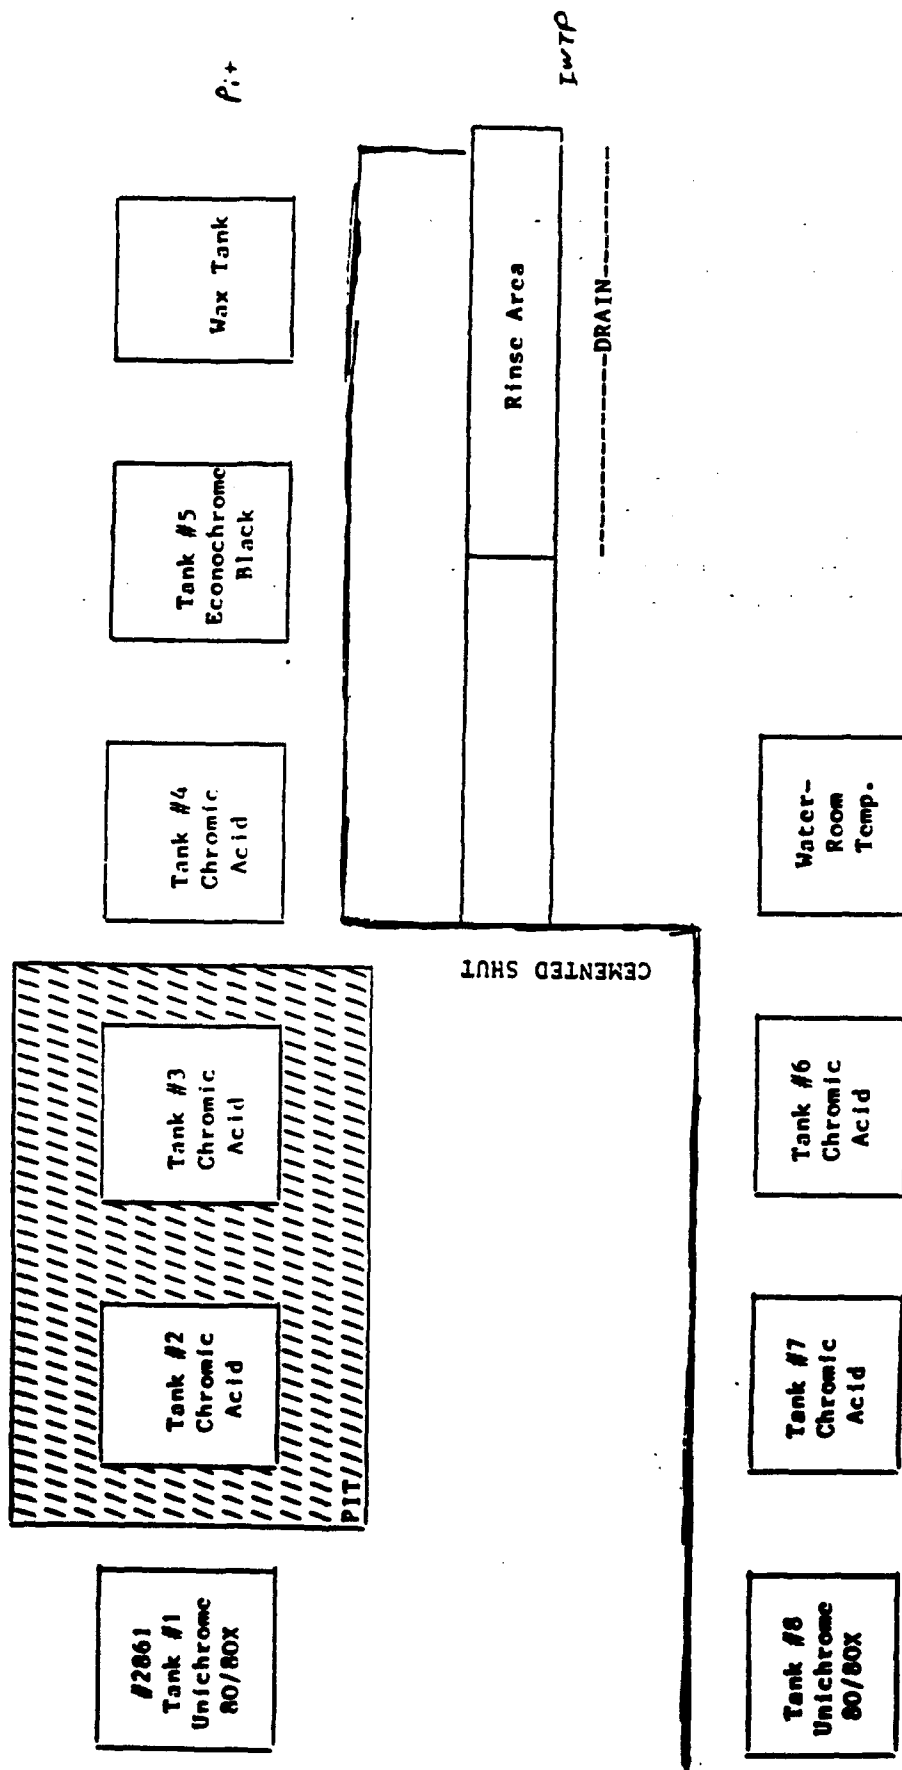 #2861
Tank #1
Unichrome
80/80X
PIT
Tank #2
Chromic
Acid
Tank #3
Chromic
Acid
Tank #4
Chromic
Acid
Tank #5
Econochrome
Black
Wax Tank
Pit
CEMENTED SHUT
Rinse Area
IWTP
---------------DRAIN---------
Tank #8
Unichrome
80/80X
Tank #7
Chromic
Acid
Tank #6
Chromic
Acid
Water-
Room
Temp.